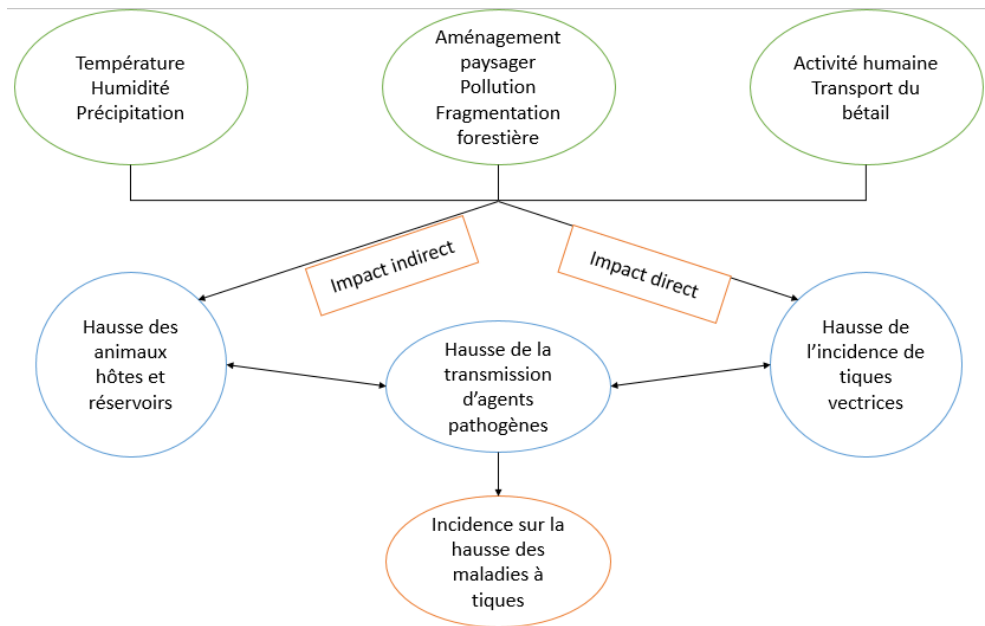 Température
Humidité
Précipitation
Aménagement
paysager
Pollution
Fragmentation
forestière
Activité humaine
Transport du
bétail
Impact indirect
Impact direct
Hausse des
animaux
hôtes et
réservoirs
Hausse de la
transmission
d’agents
pathogènes
Hausse de
l’incidence de
tiques
vectrices
Incidence sur la
hausse des
maladies à
tiques